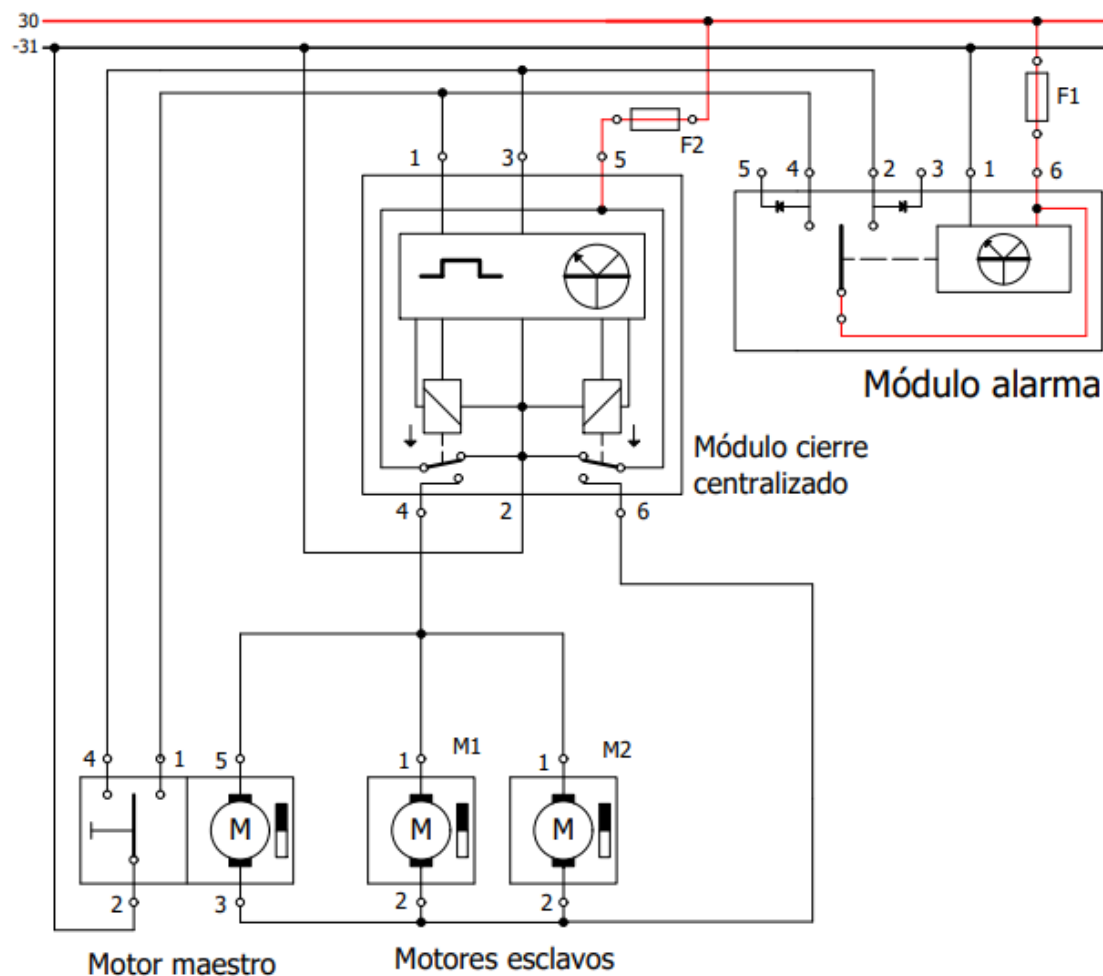 30
-31
F1
F2
1 3 5
5 4 2 3 1 6
Módulo alarma
Módulo cierre
centralizado
4 2 6
4 1 5 1 M1 1 M2
M M M
2 3 2 2
Motor maestro Motores esclavos